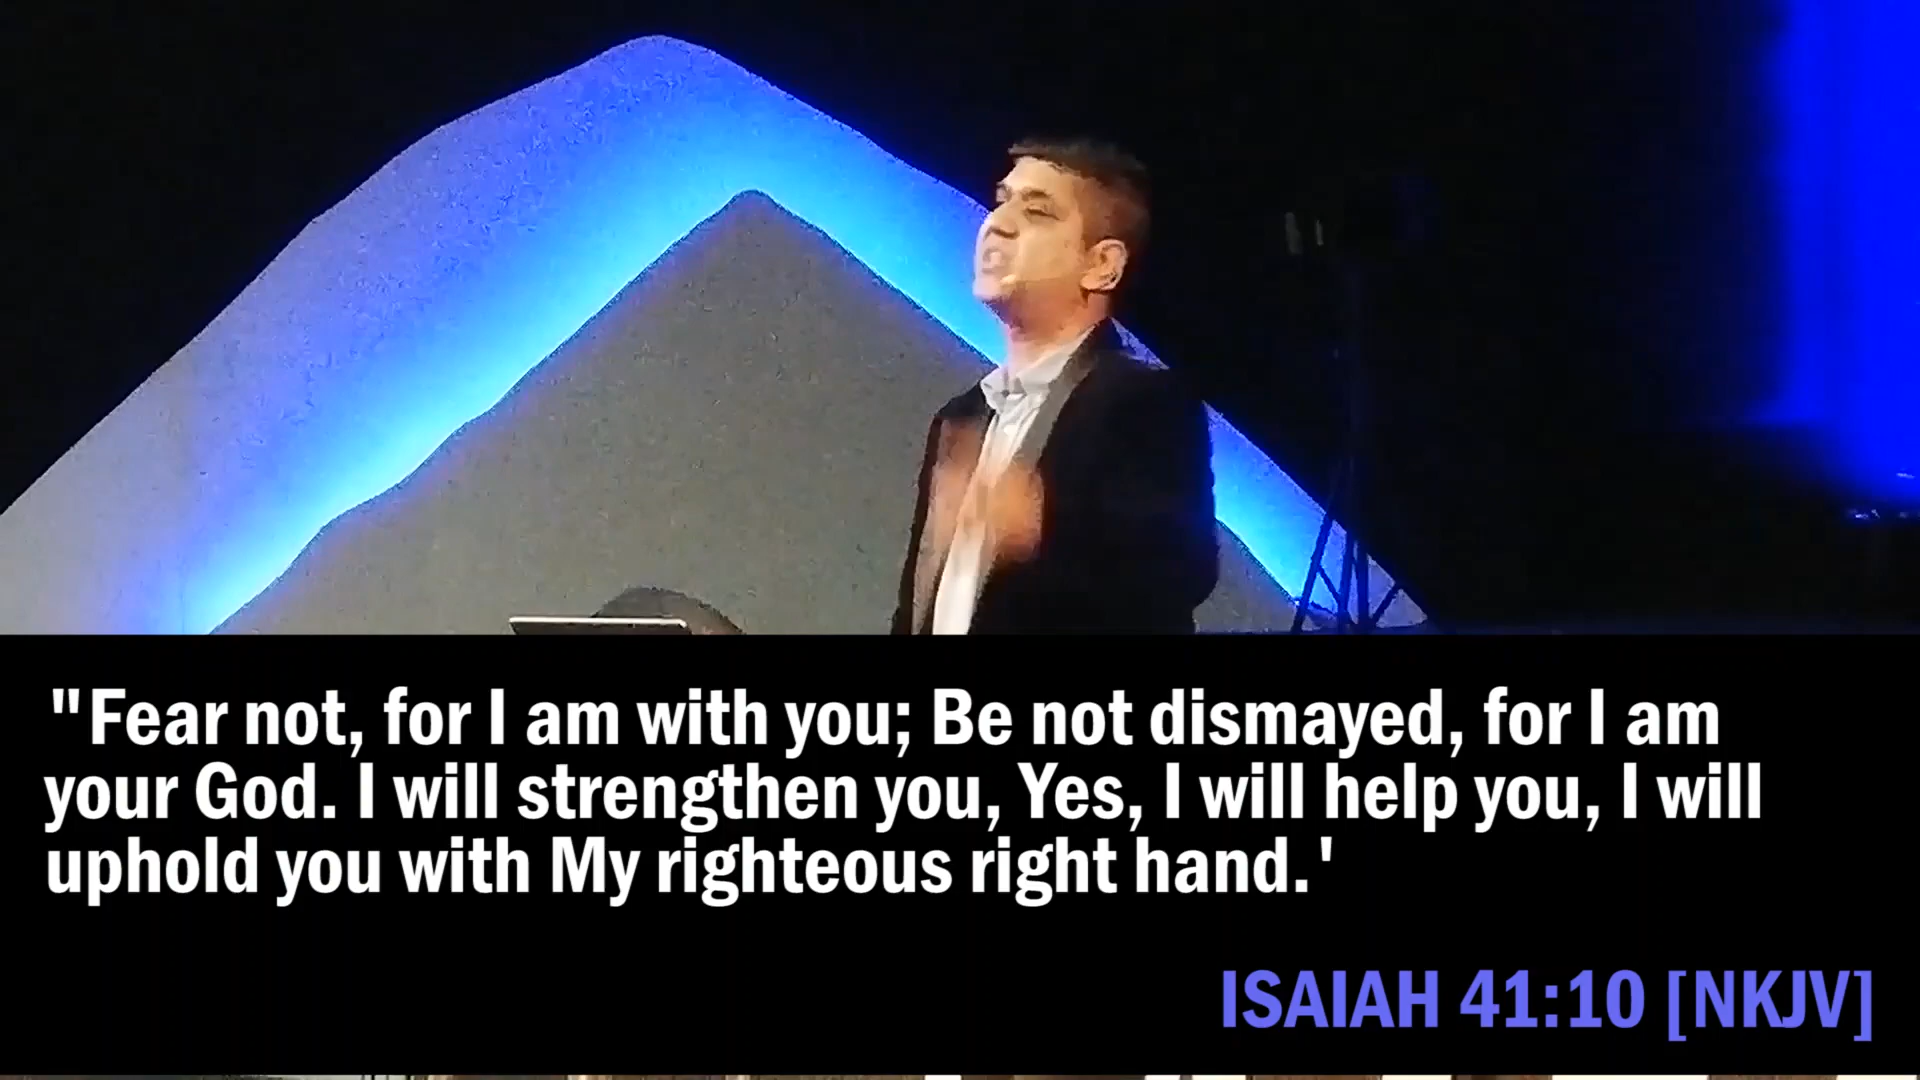 "Fear not, for I am with you; Be not dismayed, for I am
your God. I will strengthen you, Yes, I will help you, I will
uphold you with My righteous right hand.'
ISAIAH 41:10 [NKJV]